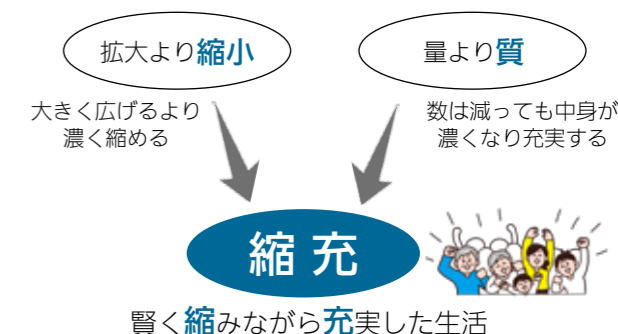 拡大より縮小
量より質
大きく広げるより
濃く縮める
数は減っても中身が
濃くなり充実する
縮充
賢く縮みながら充実した生活